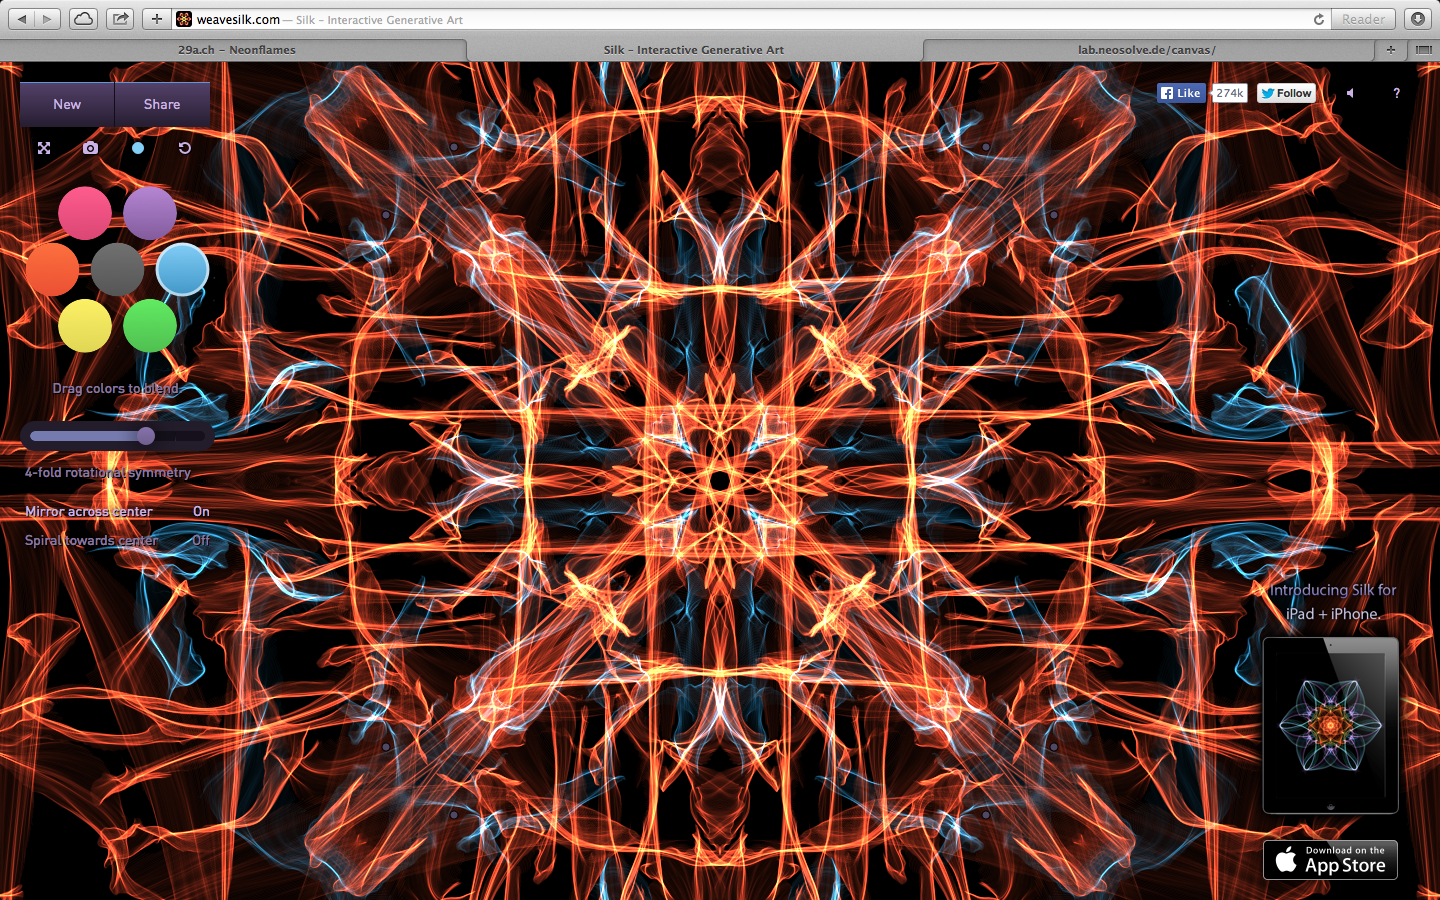 weavesilk.com — Silk – Interactive Generative Art
Reader
29a.ch – Neonflames
Silk – Interactive Generative Art
lab.neosolve.de/canvas/
New
Share
Like
274k
Follow
?
Drag colors to blend.
4-fold rotational symmetry
Mirror across center On
Spiral towards center Off
Introducing Silk for
iPad + iPhone.
Download on the
App Store